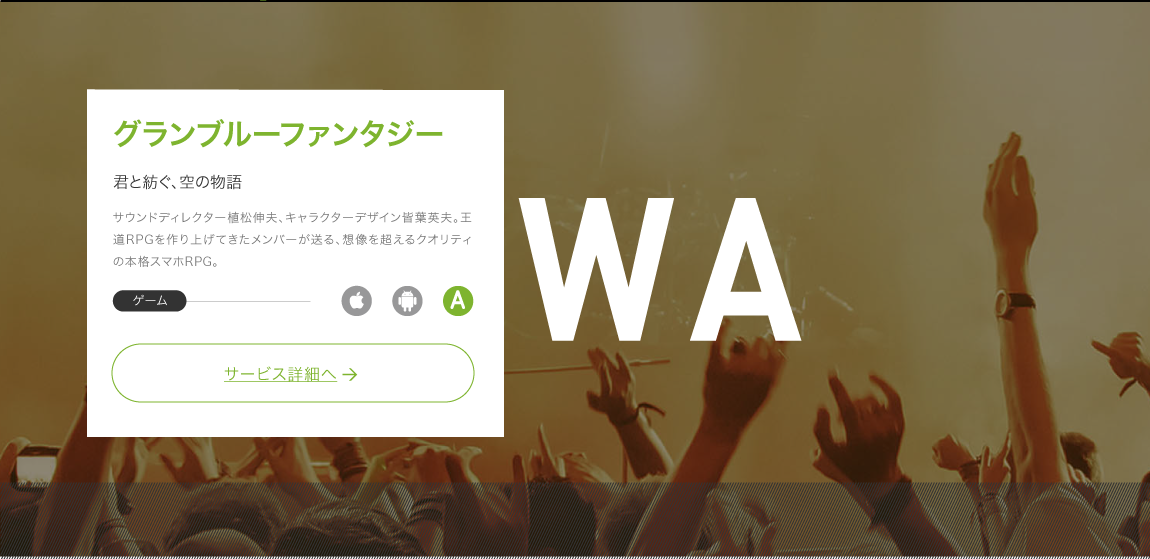 グランブルーファンタジー
君と紡ぐ、空の物語
サウンドディレクター植松伸夫、キャラクターデザイン皆葉英夫。王
道RPGを作り上げてきたメンバーが送る、想像を超えるクオリティ
の本格スマホRPG。
ゲーム
A
サービス詳細へ
WA